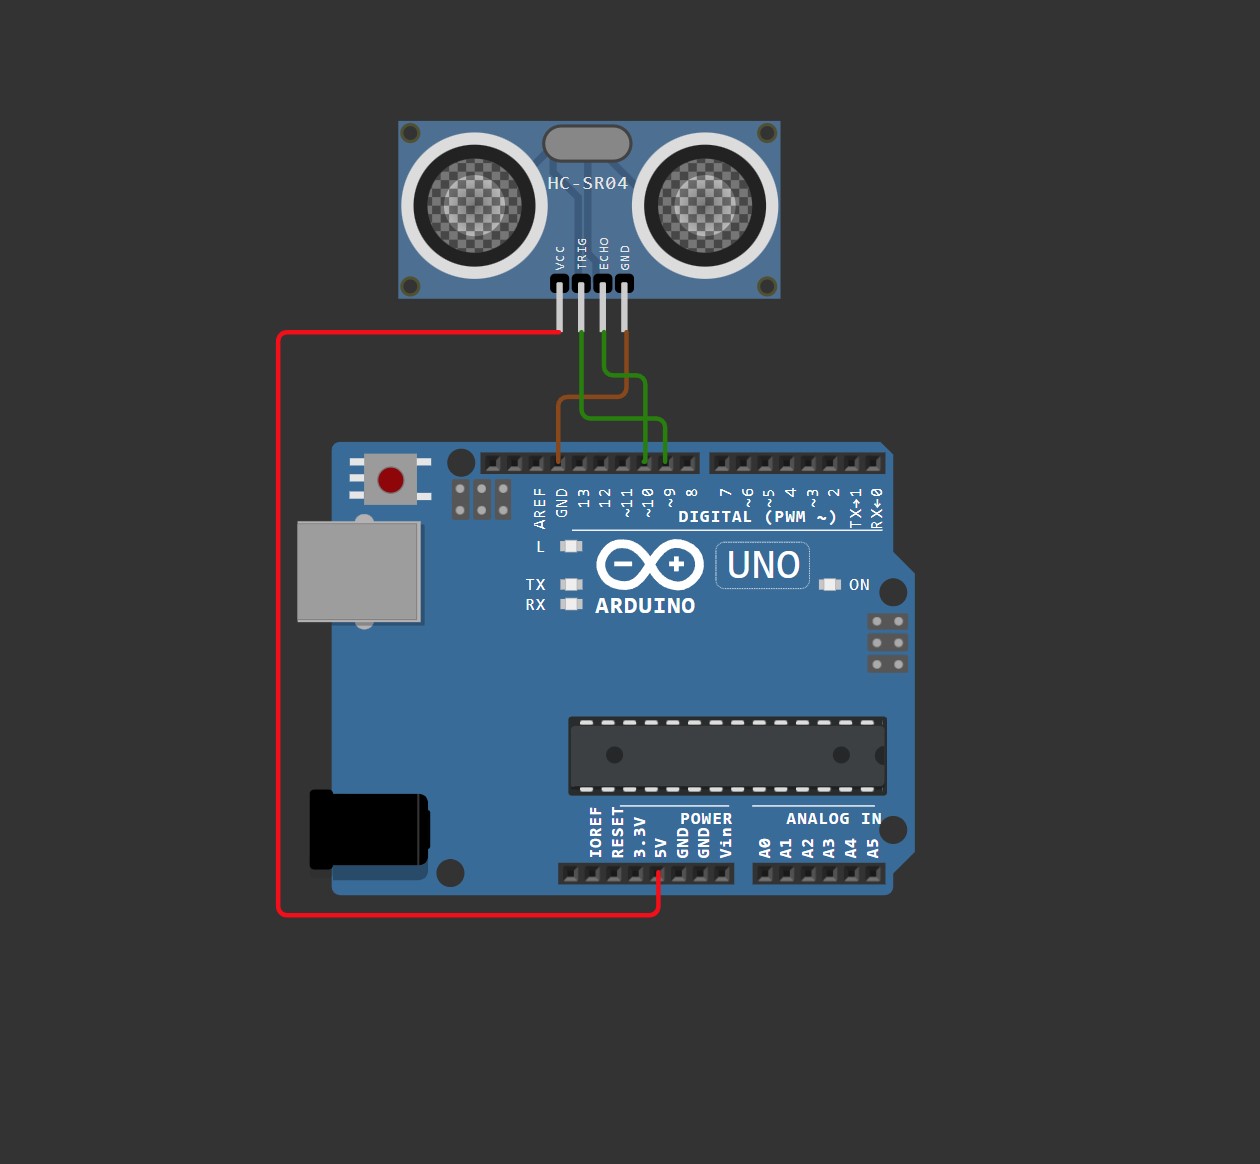 HC-SR04
VCC
TRIG
ECHO
GND
AREF
GND
13
12
~11
~10
~9
8
7
~6
~5
4
~3
2
TX→1
RX←0
DIGITAL (PWM ~)
L
TX
RX
UNO
ON
ARDUINO
IOREF
RESET
3.3V
5V
GND
GND
Vin
POWER
ANALOG IN
A0
A1
A2
A3
A4
A5